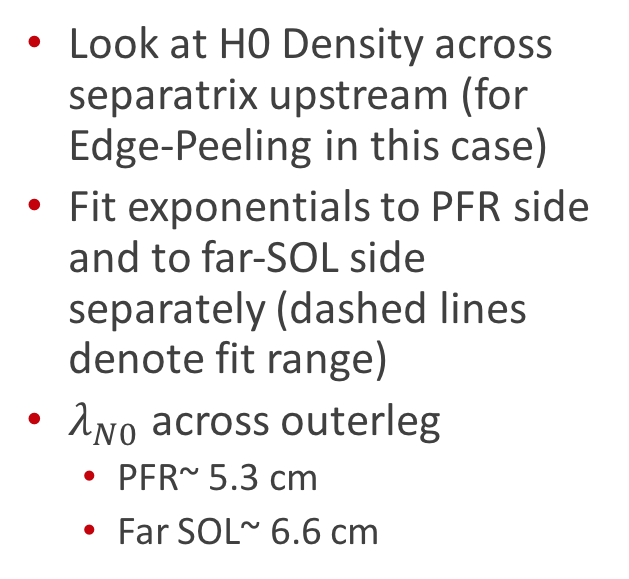 • Look at H0 Density across
separatrix upstream (for
Edge-Peeling in this case)
• Fit exponentials to PFR side
and to far-SOL side
separately (dashed lines
denote fit range)
• 𝜆𝑁0 across outerleg
• PFR~ 5.3 cm
• Far SOL~ 6.6 cm